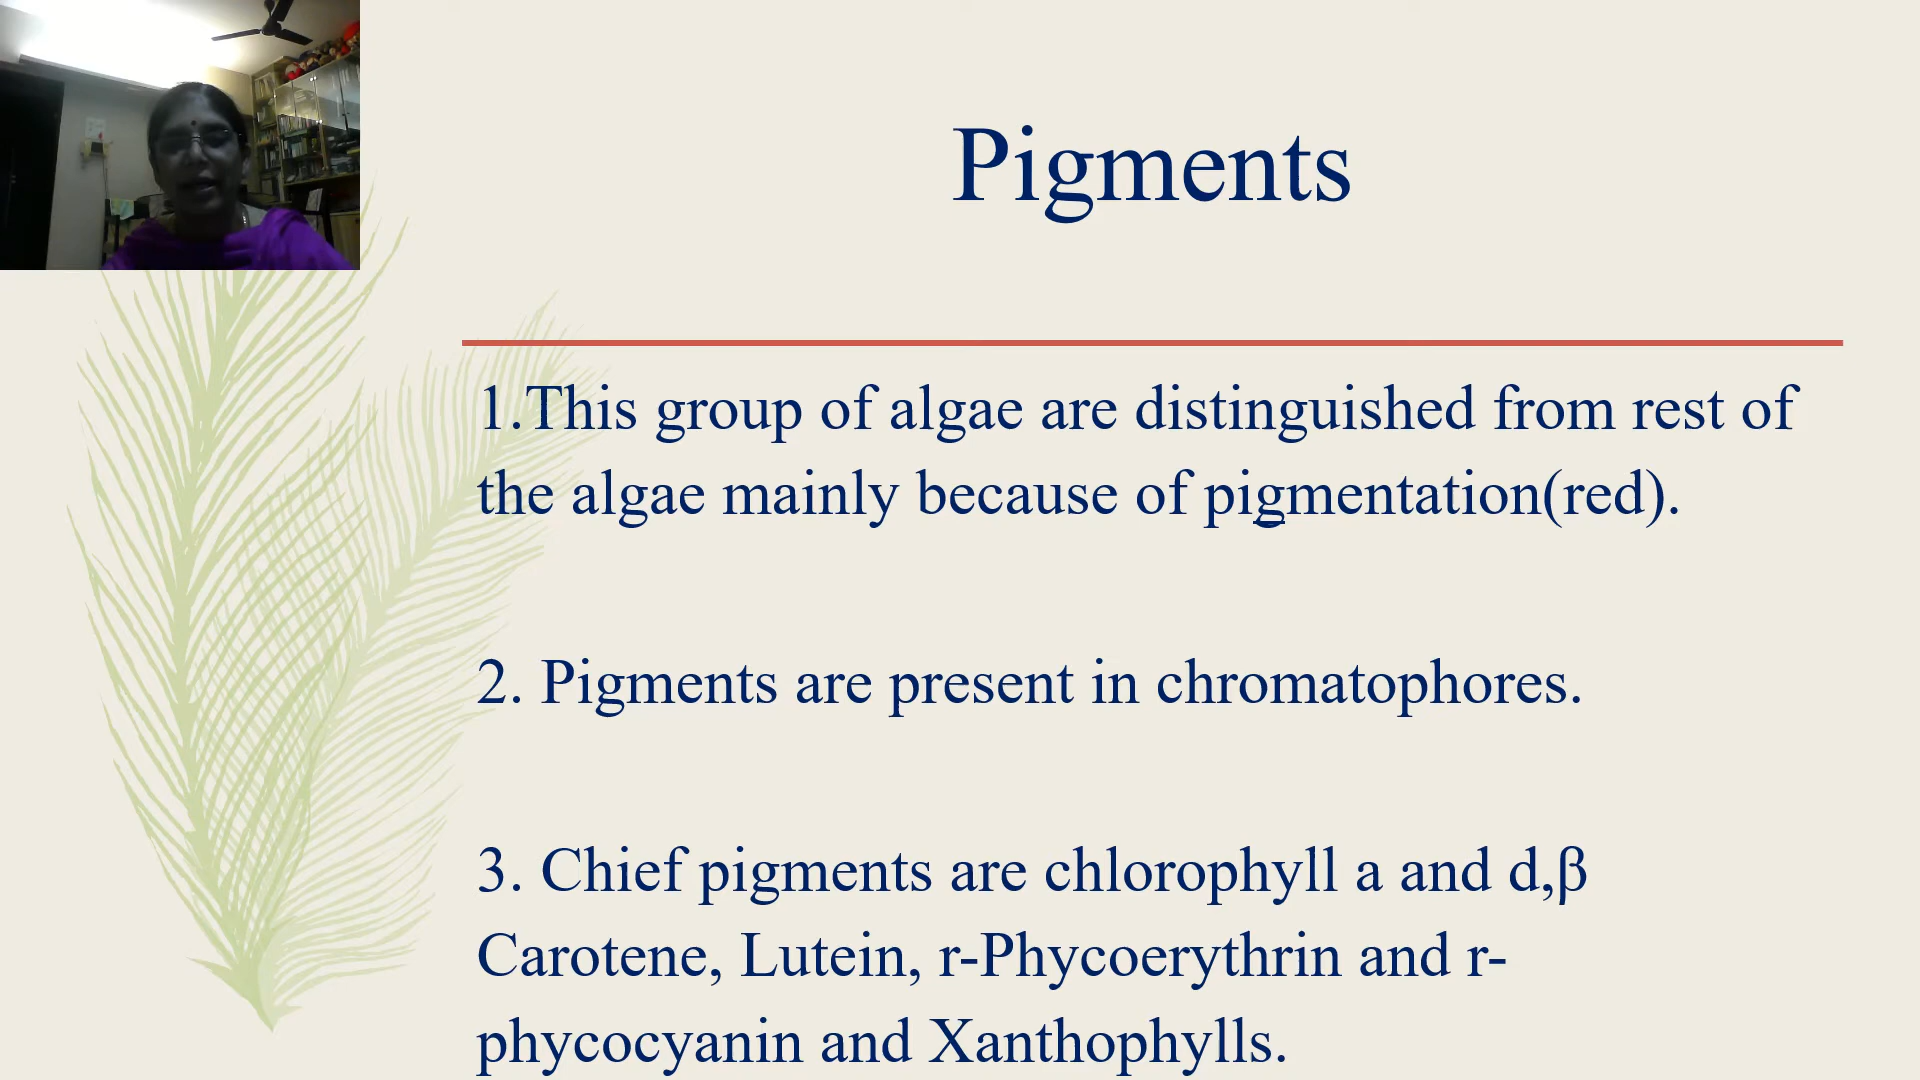 Pigments
1.This group of algae are distinguished from rest of
the algae mainly because of pigmentation(red).
2. Pigments are present in chromatophores.
3. Chief pigments are chlorophyll a and d,β
Carotene, Lutein, r-Phycoerythrin and r-
phycocyanin and Xanthophylls.